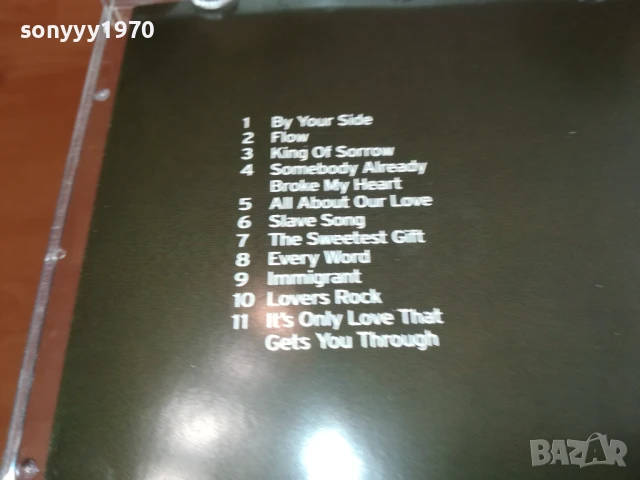 sonyyy1970
1 By Your Side
2 Flow
3 King Of Sorrow
4 Somebody Already
Broke My Heart
5 All About Our Love
6 Slave Song
7 The Sweetest Gift
8 Every Word
9 Immigrant
10 Lovers Rock
11 It's Only Love That
Gets You Through
BAZAR